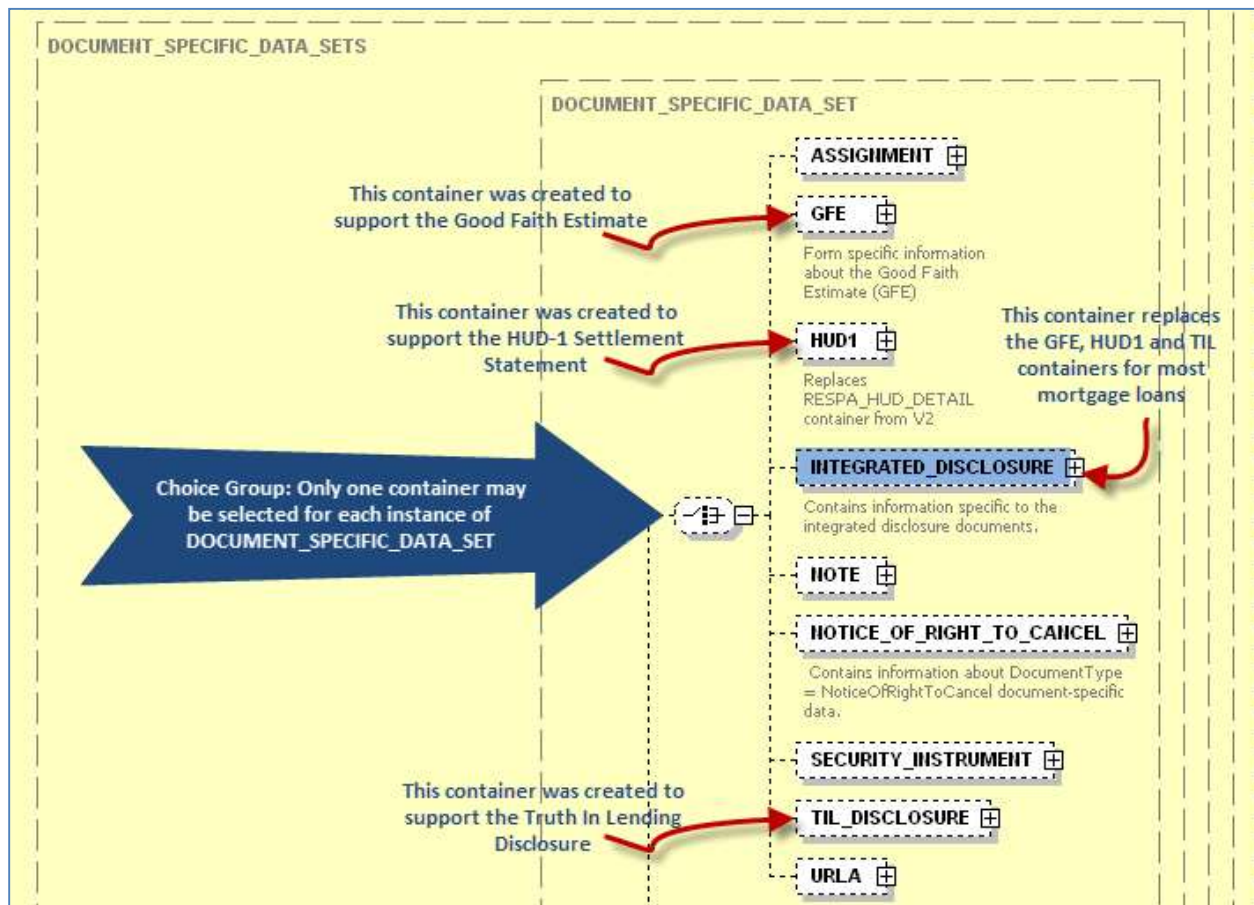 DOCUMENT_SPECIFIC_DATA_SETS
DOCUMENT_SPECIFIC_DATA_SET
ASSIGNMENT
This container was created to
support the Good Faith Estimate
GFE
Form specific information
about the Good Faith
Estimate (GFE)
This container was created to
support the HUD-1 Settlement
Statement
HUD1
Replaces
RESPA_HUD_DETAIL
container from V2
This container replaces
the GFE, HUD1 and TIL
containers for most
mortgage loans
Choice Group: Only one container may
be selected for each instance of
DOCUMENT_SPECIFIC_DATA_SET
INTEGRATED_DISCLOSURE
Contains information specific to the
integrated disclosure documents.
NOTE
NOTICE_OF_RIGHT_TO_CANCEL
Contains information about DocumentType
= NoticeOfRightToCancel document-specific
data.
SECURITY_INSTRUMENT
This container was created to
support the Truth In Lending
Disclosure
TIL_DISCLOSURE
URLA